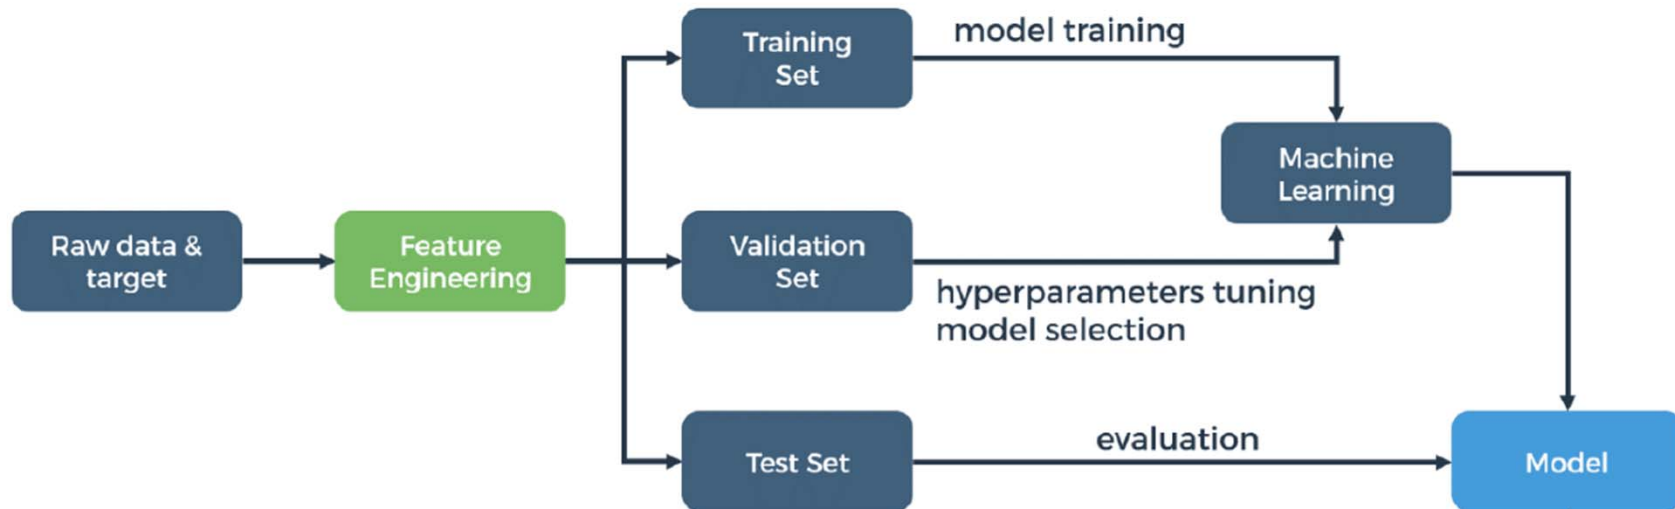 Training
Set
model training
Machine
Learning
Raw data &
target
Feature
Engineering
Validation
Set
hyperparameters tuning
model selection
Test Set
evaluation
Model